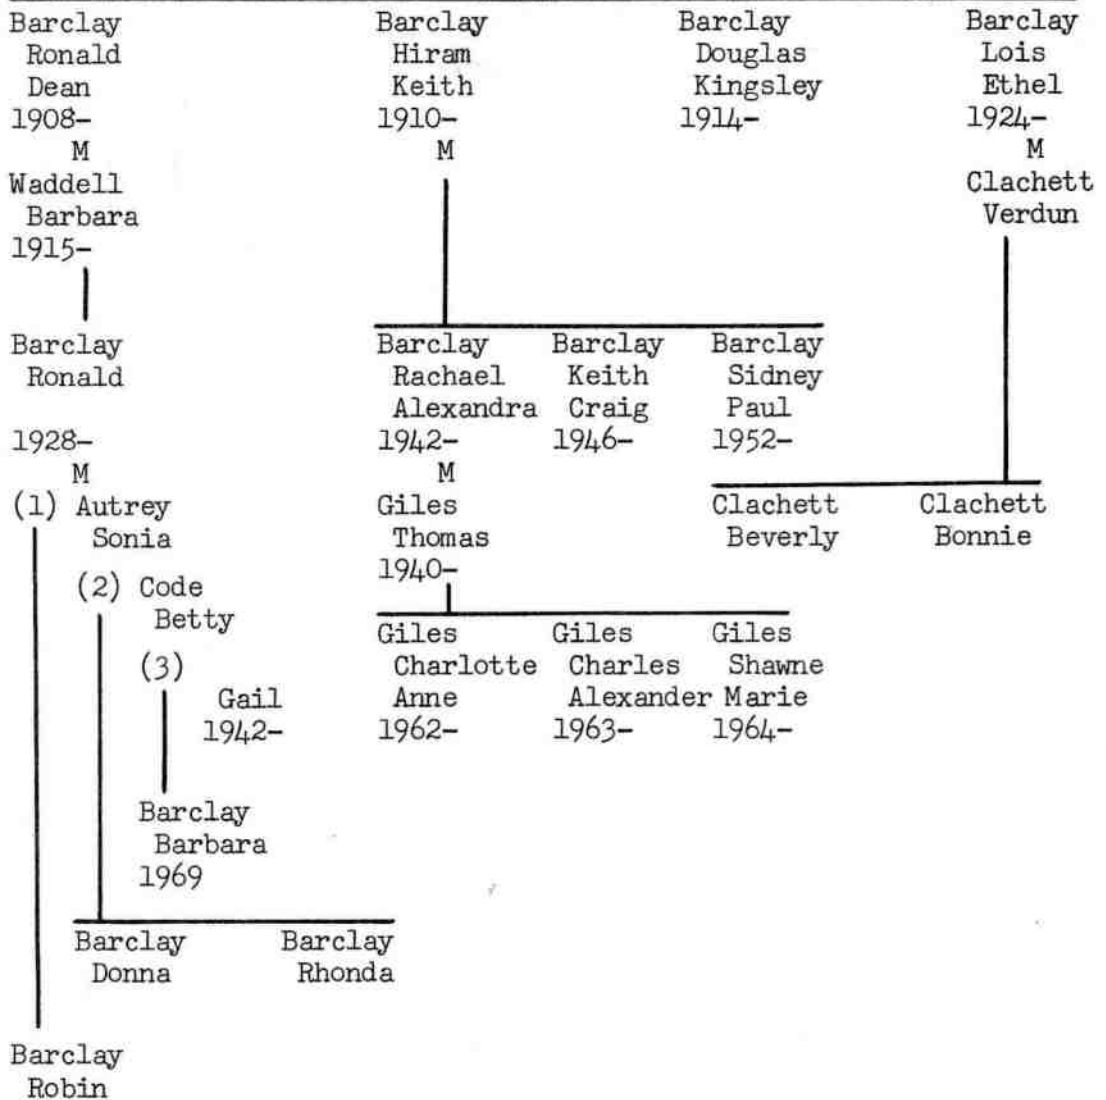 Barclay Barclay Barclay Barclay
Ronald Hiram Douglas Lois
Dean Keith Kingsley Ethel
1908- 1910- 1914- 1924-
M M M
Waddell Clachett
Barbara Verdun
1915-
Barclay Barclay Barclay Barclay
Ronald Rachael Keith Sidney
Alexandra Craig Paul
1928- 1942- 1946- 1952-
M M
(1) Autrey Giles Clachett Clachett
Sonia Thomas Beverly Bonnie
1940-
(2) Code
Betty
Giles Giles Giles
(3) Charlotte Charles Shawne
Gail Anne Alexander Marie
1942- 1962- 1963- 1964-
Barclay
Barbara
1969
Barclay Barclay
Donna Rhonda
Barclay
Robin